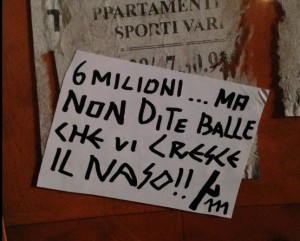 PPARTAMENTI
SPORTI VAR
6 MILIONI... MA
NON DITE BALLE
CHE VI CRESCE
IL NASO!!